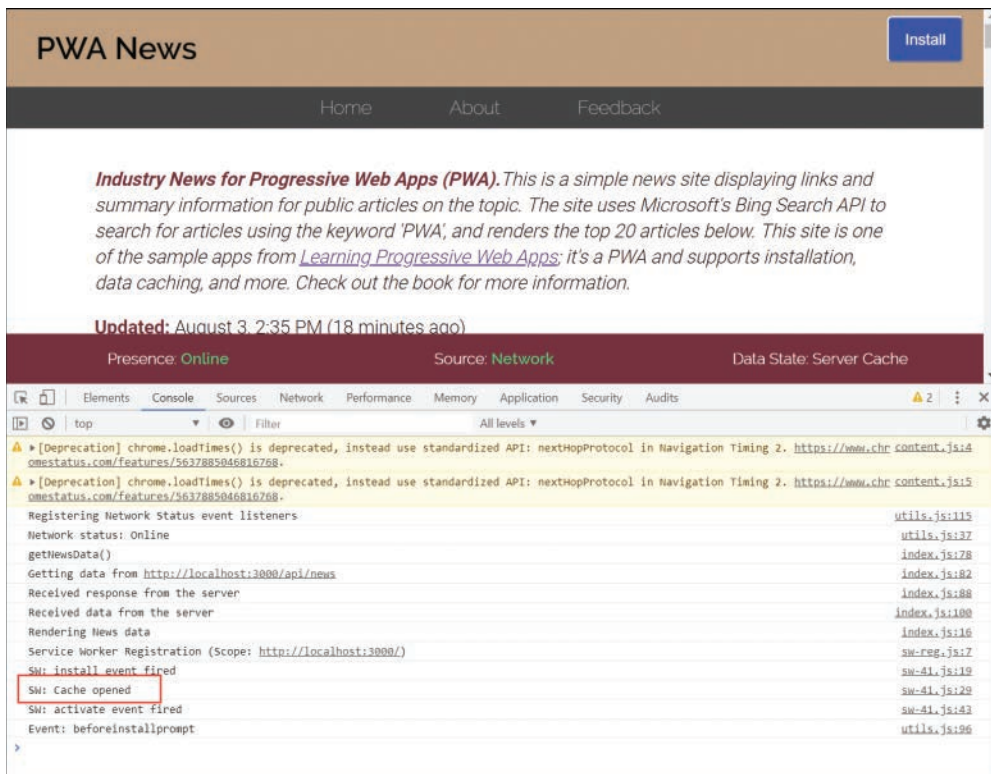 PWA News
Install
Home About Feedback
Industry News for Progressive Web Apps (PWA). This is a simple news site displaying links and
summary information for public articles on the topic. The site uses Microsoft's Bing Search API to
search for articles using the keyword 'PWA', and renders the top 20 articles below. This site is one
of the sample apps from Learning Progressive Web Apps; it's a PWA and supports installation,
data caching, and more. Check out the book for more information.
Updated: August 3, 2:35 PM (18 minutes ago)
Presence: Online Source: Network Data State: Server Cache
Elements Console Sources Network Performance Memory Application Security Audits 2
top Filter All levels
[Deprecation] chrome.loadTimes() is deprecated, instead use standardized API: nextHopProtocol in Navigation Timing 2. https://www.chr content.js:4
omestatus.com/features/5637885046816768.
[Deprecation] chrome.loadTimes() is deprecated, instead use standardized API: nextHopProtocol in Navigation Timing 2. https://www.chr content.js:5
omestatus.com/features/5637885046816768.
Registering Network Status event listeners utils.js:115
Network status: Online utils.js:37
getNewsData() index.js:78
Getting data from http://localhost:3000/api/news index.js:82
Received response from the server index.js:88
Received data from the server index.js:100
Rendering News data index.js:16
Service Worker Registration (Scope: http://localhost:3000/) sw-reg.js:7
SW: install event fired sw-41.js:19
SW: Cache opened sw-41.js:29
SW: activate event fired sw-41.js:43
Event: beforeinstallprompt utils.js:96